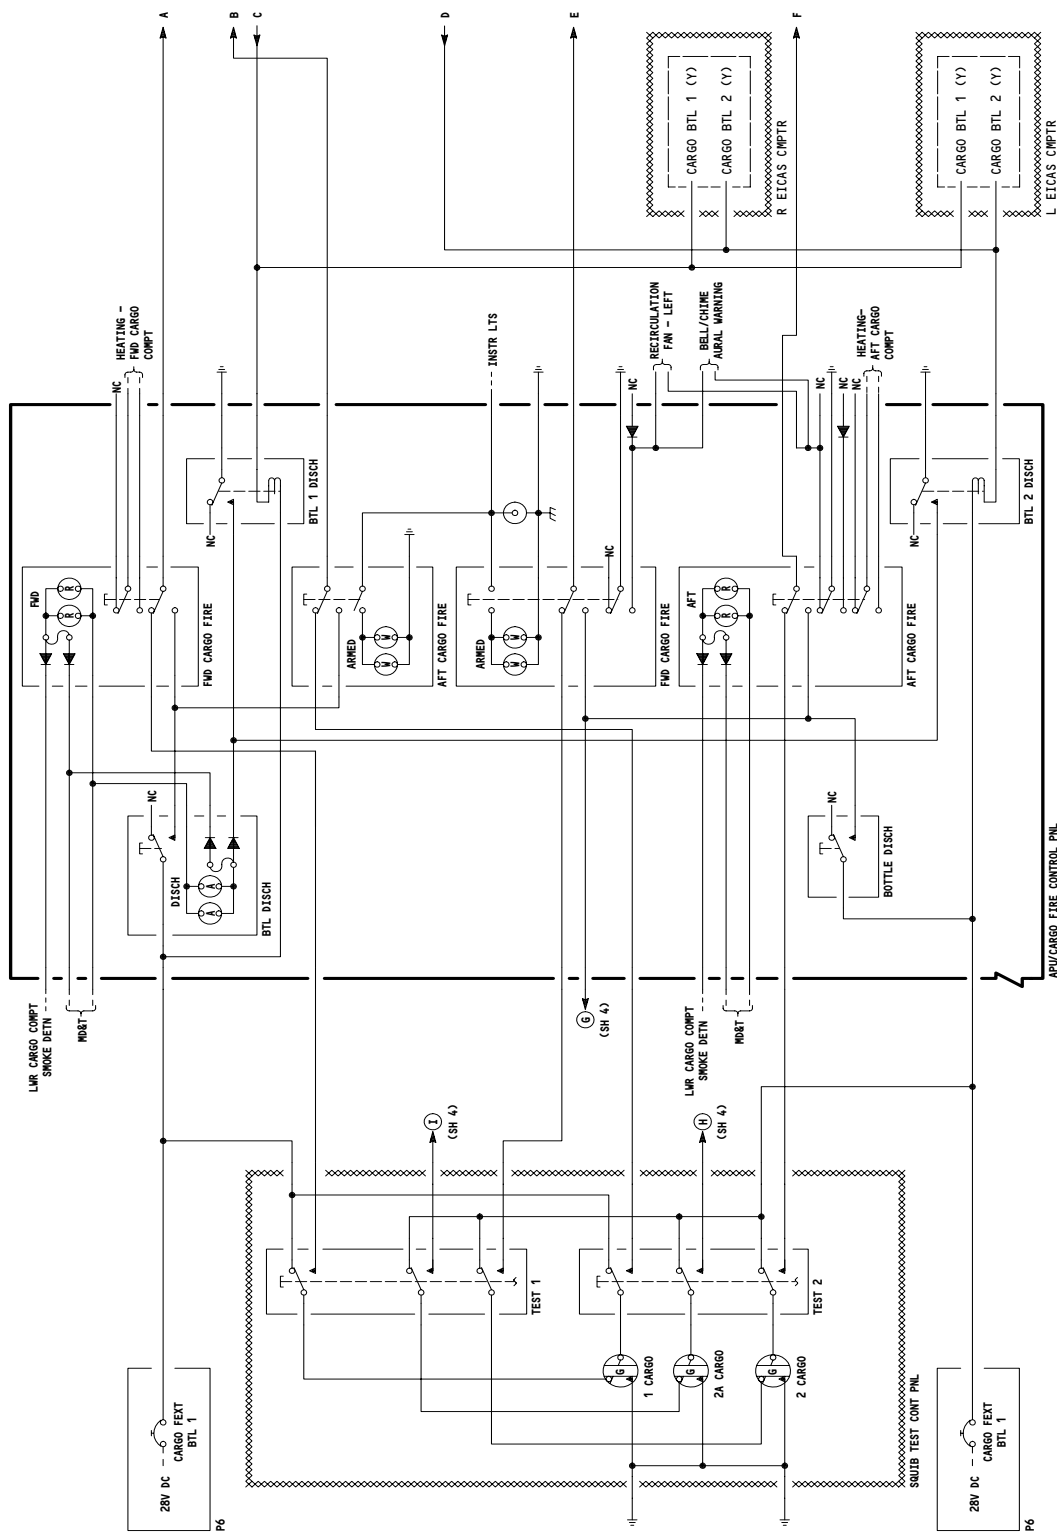 A
B
C
D
E
F
CARGO BTL 1 (Y)
CARGO BTL 2 (Y)
R EICAS CMPTR
CARGO BTL 1 (Y)
CARGO BTL 2 (Y)
L EICAS CMPTR
NC
HEATING –
FWD CARGO
COMPT
INSTR LTS
NC
RECIRCULATION
FAN – LEFT
BELL/CHIME
AURAL WARNING
NC
NC
NC
HEATING–
AFT CARGO
COMPT
NC
BTL 1 DISCH
NC
BTL 2 DISCH
FWD
R
R
FWD CARGO FIRE
ARMED
W
W
AFT CARGO FIRE
ARMED
W
W
NC
FWD CARGO FIRE
AFT
R
R
AFT CARGO FIRE
NC
DISCH
A
A
BTL DISCH
NC
BOTTLE DISCH
APU/CARGO FIRE CONTROL PNL
LWR CARGO COMPT
SMOKE DETN
MD&T
G
(SH 4)
LWR CARGO COMPT
SMOKE DETN
MD&T
I
(SH 4)
H
(SH 4)
TEST 1
TEST 2
G
1 CARGO
G
2A CARGO
G
2 CARGO
SQUIB TEST CONT PNL
28V DC
CARGO FEXT
BTL 1
P6
28V DC
CARGO FEXT
BTL 1
P6